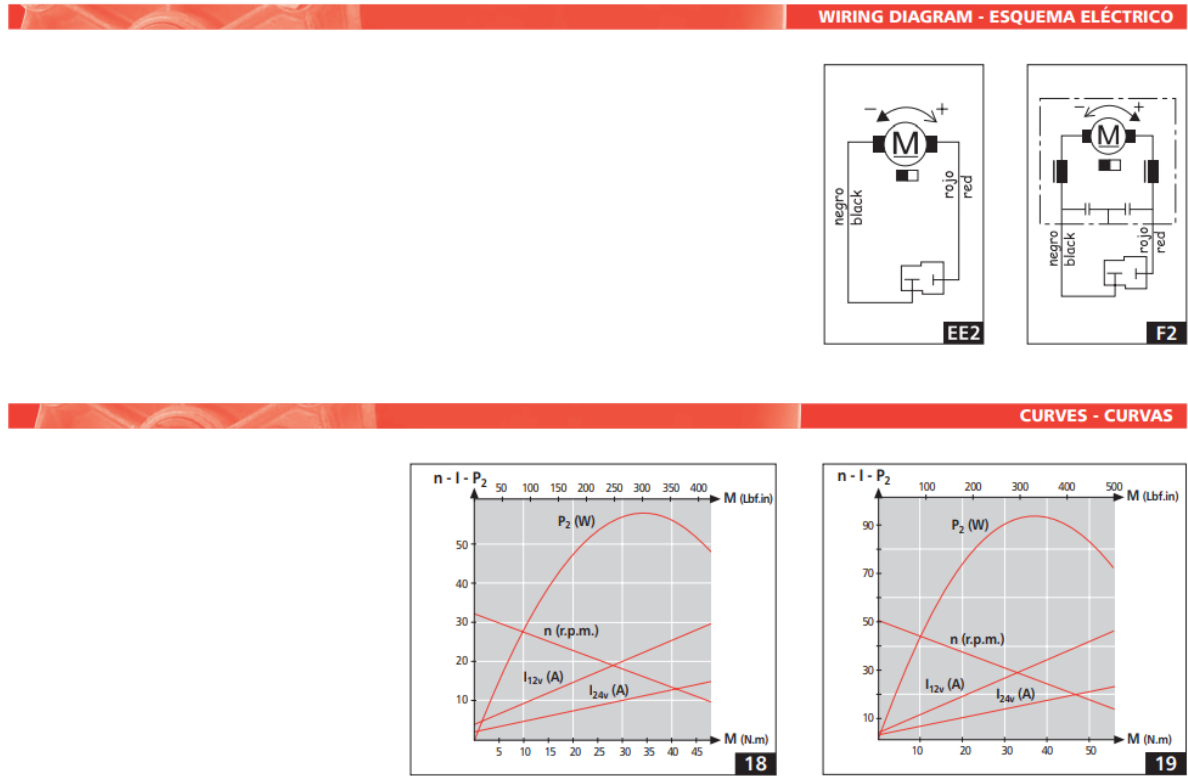 WIRING DIAGRAM - ESQUEMA ELÉCTRICO
- +
M
negro
black
rojo
red
EE2
- +
M
negro
black
rojo
red
F2
CURVES - CURVAS
n - I - P2
50 100 150 200 250 300 350 400
M (Lbf.in)
P2 (W)
50
40
30
n (r.p.m.)
20
I12v (A)
I24v (A)
10
5 10 15 20 25 30 35 40 45
M (N.m)
18
n - I - P2
100 200 300 400 500
M (Lbf.in)
90
P2 (W)
70
50
n (r.p.m.)
30
I12v (A)
I24v (A)
10
10 20 30 40 50
M (N.m)
19